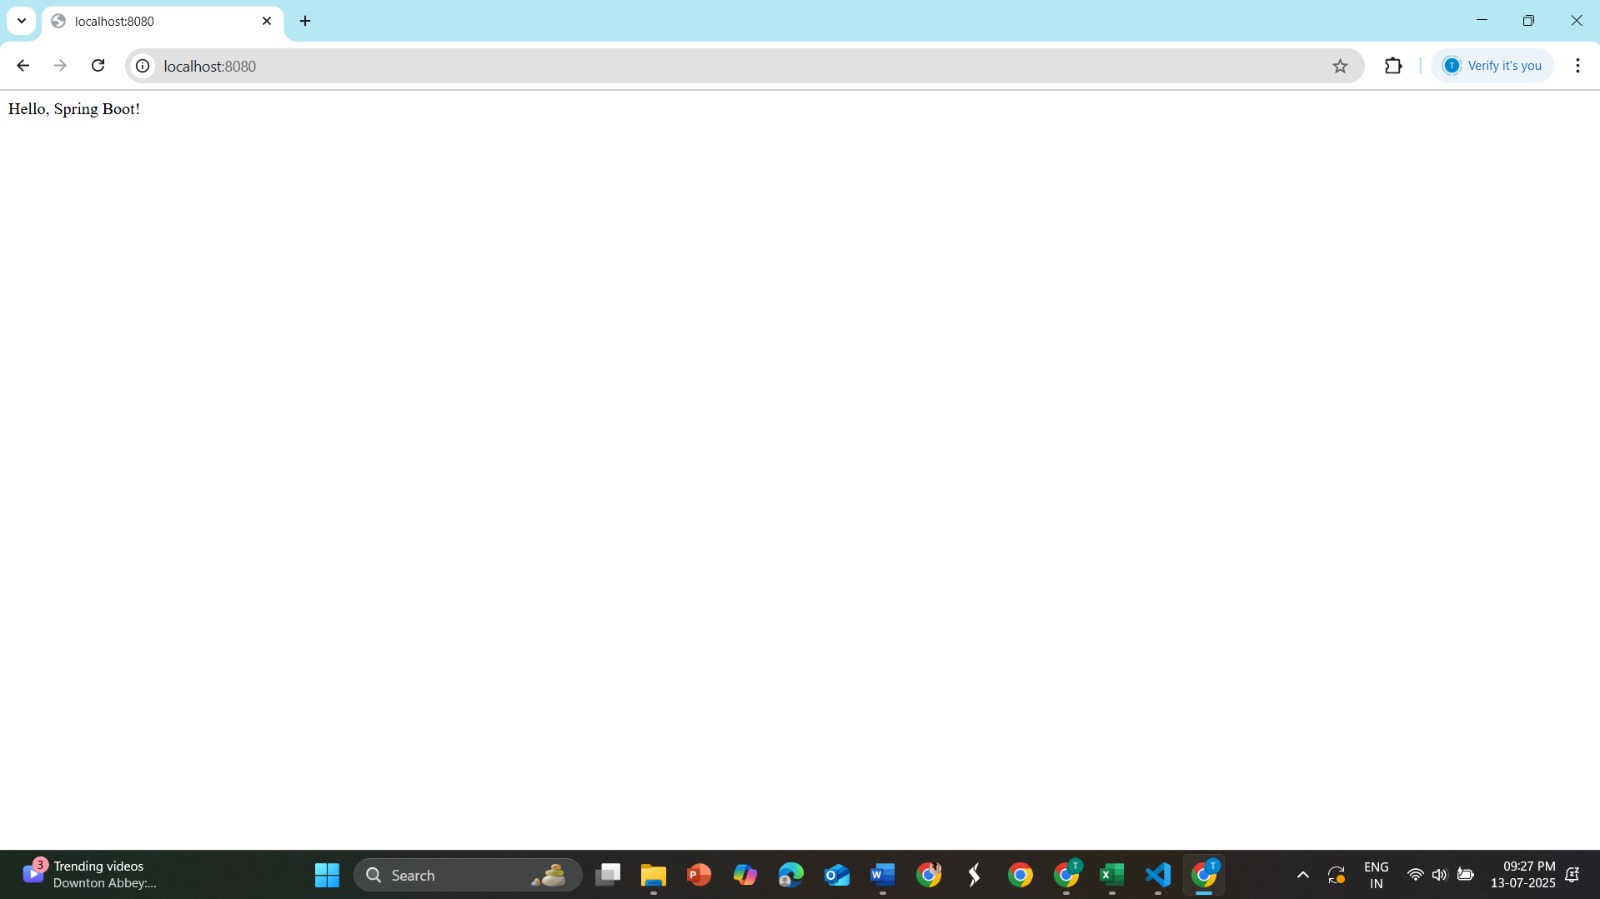 localhost:8080
localhost:8080
Verify it's you
Hello, Spring Boot!
3
Trending videos
Downton Abbey:...
Search
ENG
IN
09:27 PM
13-07-2025